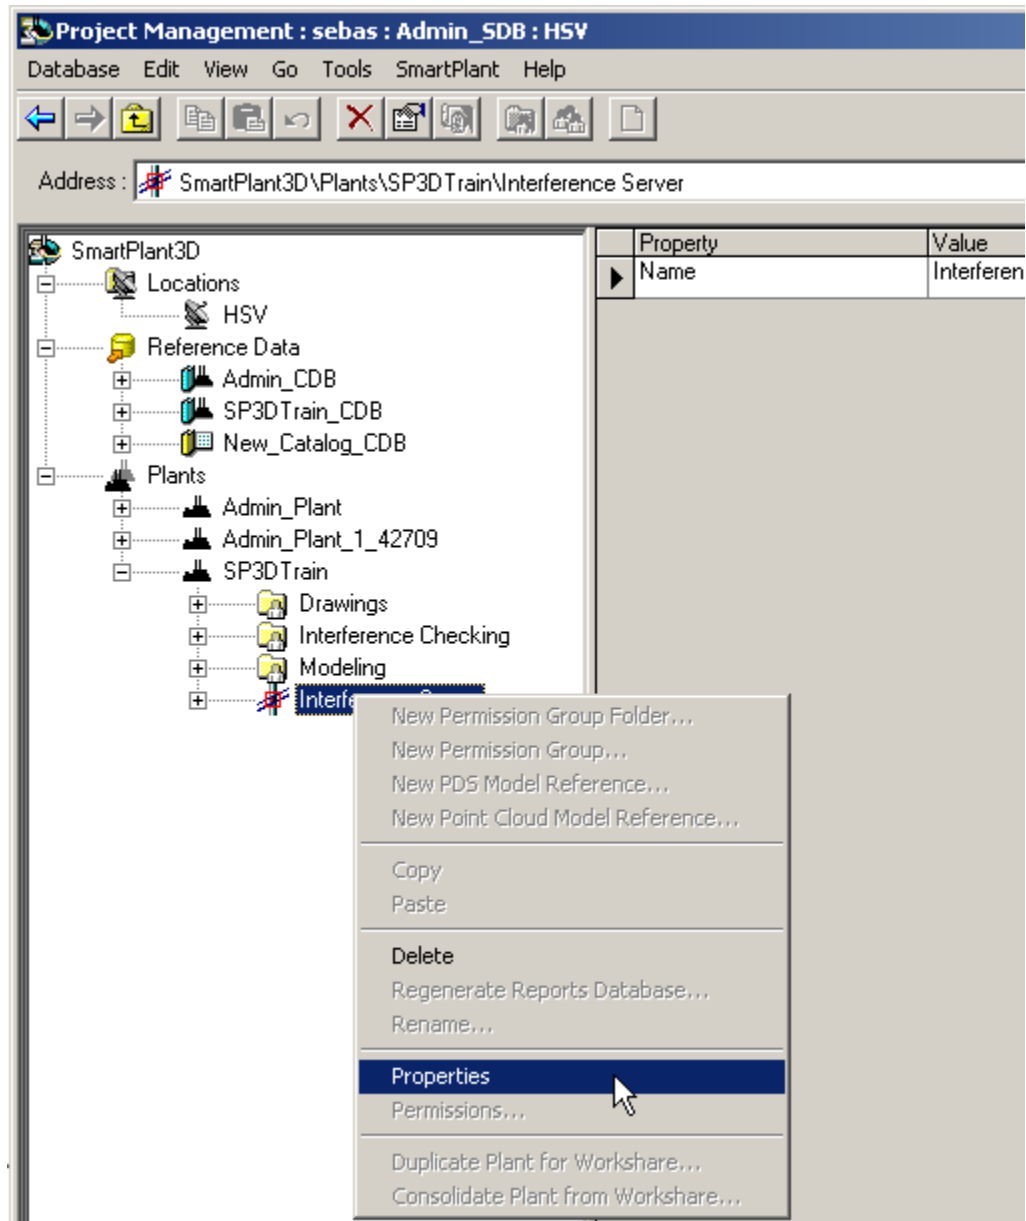 Project Management : sebas : Admin_SDB : HSV
Database Edit View Go Tools SmartPlant Help
Address : SmartPlant3D\Plants\SP3DTrain\Interference Server
Property Value
Name Interferen
SmartPlant3D
Locations
HSV
Reference Data
Admin_CDB
SP3DTrain_CDB
New_Catalog_CDB
Plants
Admin_Plant
Admin_Plant_1_42709
SP3DTrain
Drawings
Interference Checking
Modeling
Interfe
New Permission Group Folder...
New Permission Group...
New PDS Model Reference...
New Point Cloud Model Reference...
Copy
Paste
Delete
Regenerate Reports Database...
Rename...
Properties
Permissions...
Duplicate Plant for Workshare...
Consolidate Plant from Workshare...